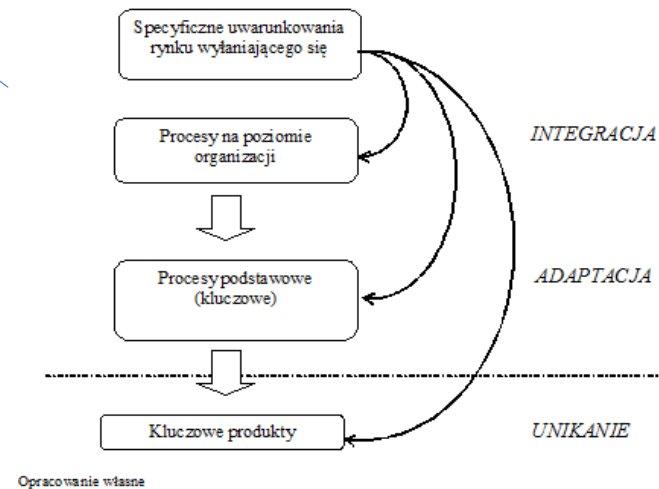 Specyficzne uwarunkowania
rynku wyłaniającego się
Procesy na poziomie
organizacji
INTEGRACJA
Procesy podstawowe
(kluczowe)
ADAPTACJA
Kluczowe produkty
UNIKANIE
Opracowanie własne